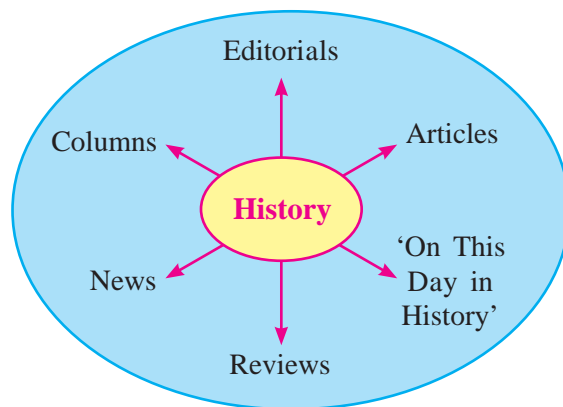 Editorials
Columns
Articles
History
News
‘On This
Day in
History’
Reviews